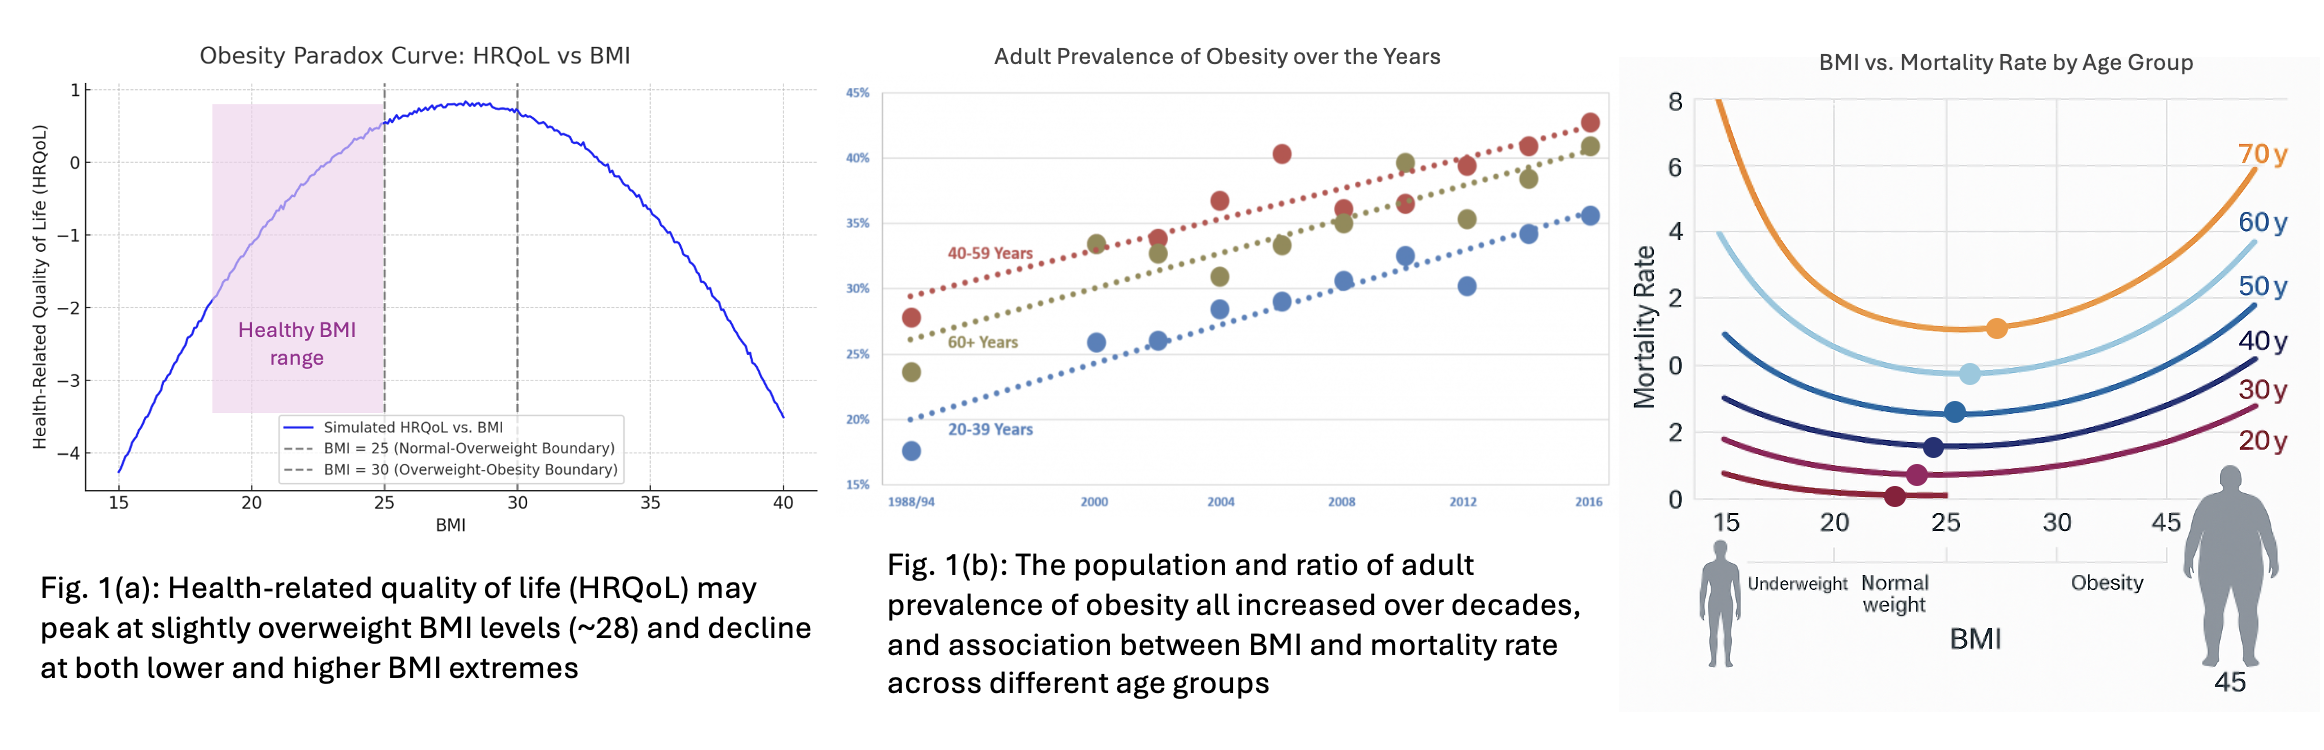 Obesity Paradox Curve: HRQoL vs BMI
Health-Related Quality of Life (HRQoL)
1
0
−1
−2
−3
−4
Healthy BMI
range
Simulated HRQoL vs. BMI
BMI = 25 (Normal-Overweight Boundary)
BMI = 30 (Overweight-Obesity Boundary)
15 20 25 30 35 40
BMI
Fig. 1(a): Health-related quality of life (HRQoL) may
peak at slightly overweight BMI levels (~28) and decline
at both lower and higher BMI extremes
Adult Prevalence of Obesity over the Years
45%
40%
35%
30%
25%
20%
15%
40-59 Years
60+ Years
20-39 Years
1988/94 2000 2004 2008 2012 2016
Fig. 1(b): The population and ratio of adult
prevalence of obesity all increased over decades,
and association between BMI and mortality rate
across different age groups
BMI vs. Mortality Rate by Age Group
Mortality Rate
8
6
4
2
0
2
0
70 y
60 y
50 y
40 y
30 y
20 y
15 20 25 30 45
Underweight Normal Obesity
weight
BMI
45